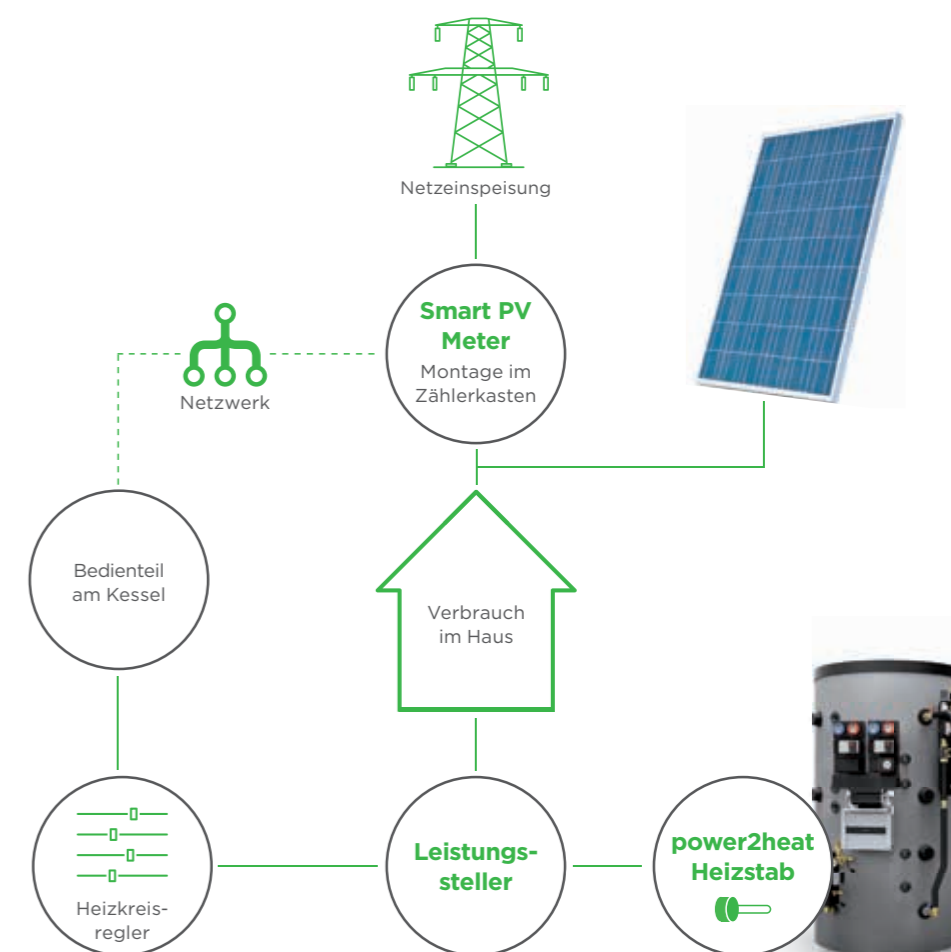 Netzeinspeisung
Smart PV
Meter
Montage im
Zählerkasten
Netzwerk
Bedienteil
am Kessel
Verbrauch
im Haus
Heizkreis-
regler
Leistungs-
steller
power2heat
Heizstab